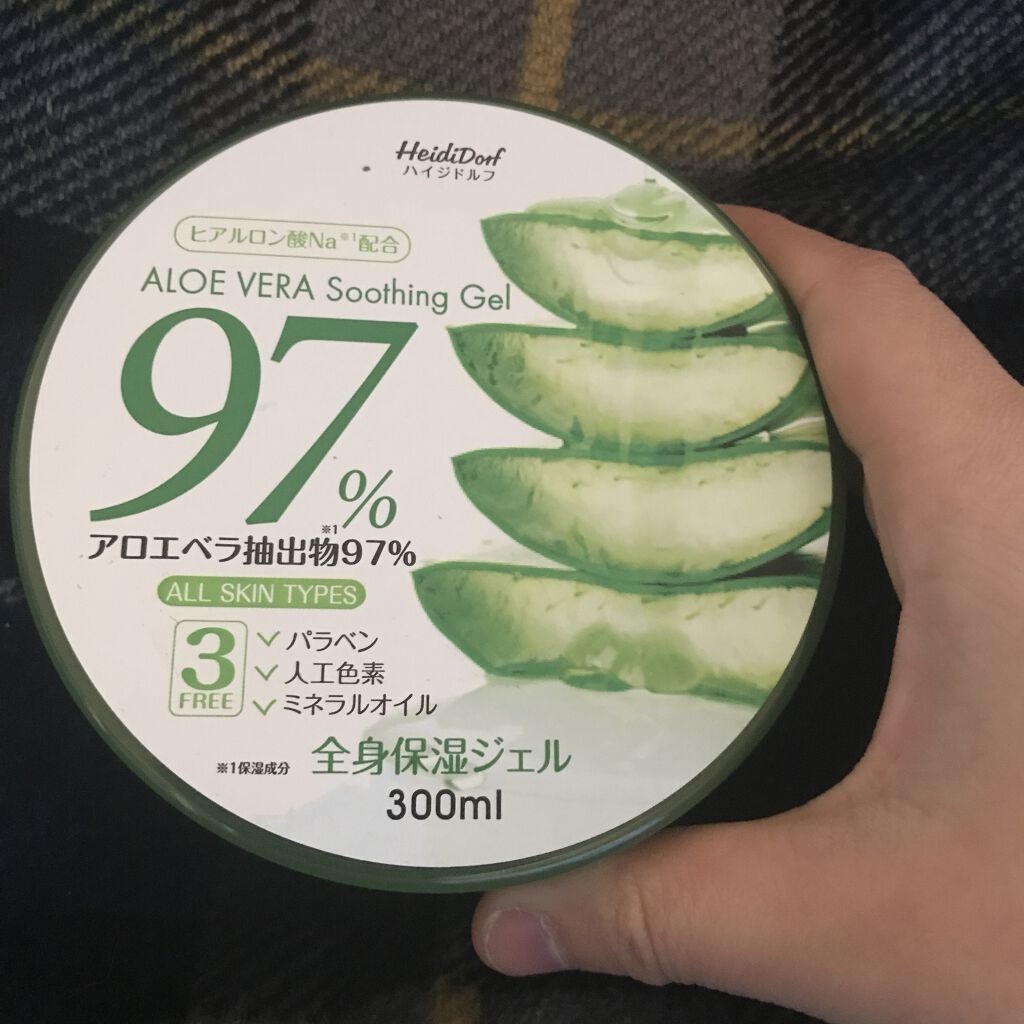 HeidiDorf
ハイジドルフ
ヒアルロン酸Na※1配合
ALOE VERA Soothing Gel
97%
アロエベラ抽出物※197%
ALL SKIN TYPES
3 FREE
パラベン
人工色素
ミネラルオイル
※1保湿成分
全身保湿ジェル
300ml